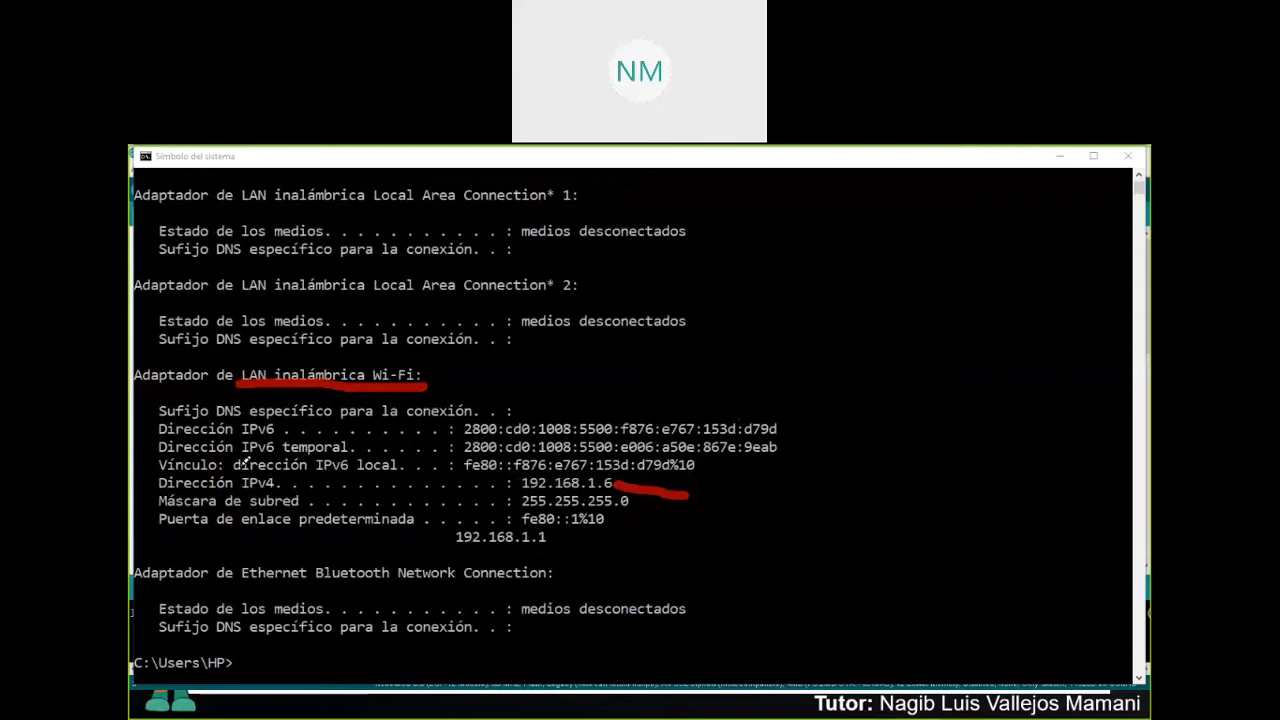 NM
Símbolo del sistema
Adaptador de LAN inalámbrica Local Area Connection* 1:
Estado de los medios. . . . . . . . . . . : medios desconectados
Sufijo DNS específico para la conexión. . :
Adaptador de LAN inalámbrica Local Area Connection* 2:
Estado de los medios. . . . . . . . . . . : medios desconectados
Sufijo DNS específico para la conexión. . :
Adaptador de LAN inalámbrica Wi-Fi:
Sufijo DNS específico para la conexión. . :
Dirección IPv6 . . . . . . . . . . : 2800:cd0:1008:5500:f876:e767:153d:d79d
Dirección IPv6 temporal. . . . . . : 2800:cd0:1008:5500:e006:a50e:867e:9eab
Vínculo: dirección IPv6 local. . . : fe80::f876:e767:153d:d79d%10
Dirección IPv4. . . . . . . . . . . . . . : 192.168.1.6
Máscara de subred . . . . . . . . . . . . : 255.255.255.0
Puerta de enlace predeterminada . . . . . : fe80::1%10
192.168.1.1
Adaptador de Ethernet Bluetooth Network Connection:
Estado de los medios. . . . . . . . . . . : medios desconectados
Sufijo DNS específico para la conexión. . :
C:\Users\HP>
Tutor: Nagib Luis Vallejos Mamani